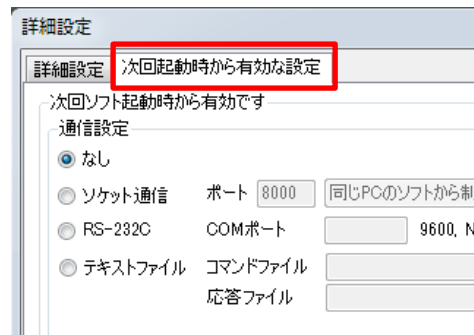 詳細設定
詳細設定 次回起動時から有効な設定
次回ソフト起動時から有効です
通信設定
なし
ソケット通信 ポート 8000 同じPCのソフトから制
RS-232C COMポート 9600, N
テキストファイル コマンドファイル
応答ファイル